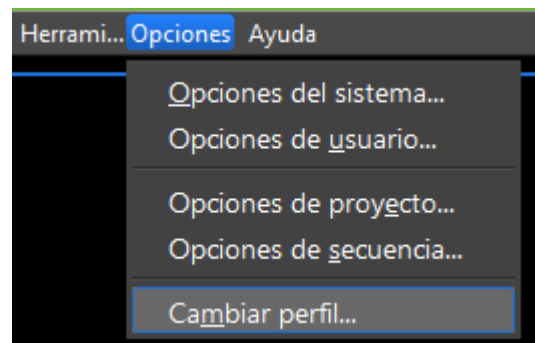 Herrami... Opciones Ayuda
Opciones del sistema...
Opciones de usuario...
Opciones de proyecto...
Opciones de secuencia...
Cambiar perfil...